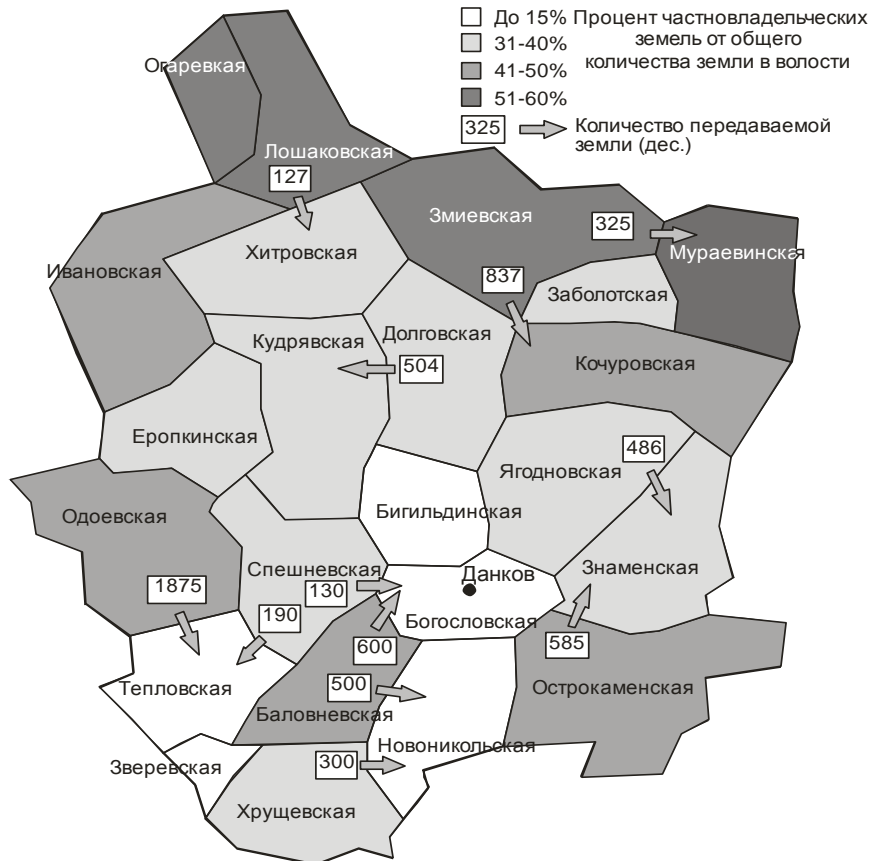 До 15% Процент частновладельческих
31-40% земель от общего
41-50% количества земли в волости
51-60%
325 Количество передаваемой
земли (дес.)
Огаревкая
Лошаковская
127
Змиевская
325
Хитровская
Мураевинская
Ивановская
837
Заболотская
Кудрявская
Долговская
504
Кочуровская
Еропкинская
486
Ягодновская
Одоевская
Бигильдинская
Спешневская
Данков
Знаменская
1875
130
190
Богословская
600
585
Тепловская
500
Острокаменская
Баловневская
Новоникольская
Зверевская
300
Хрущевская